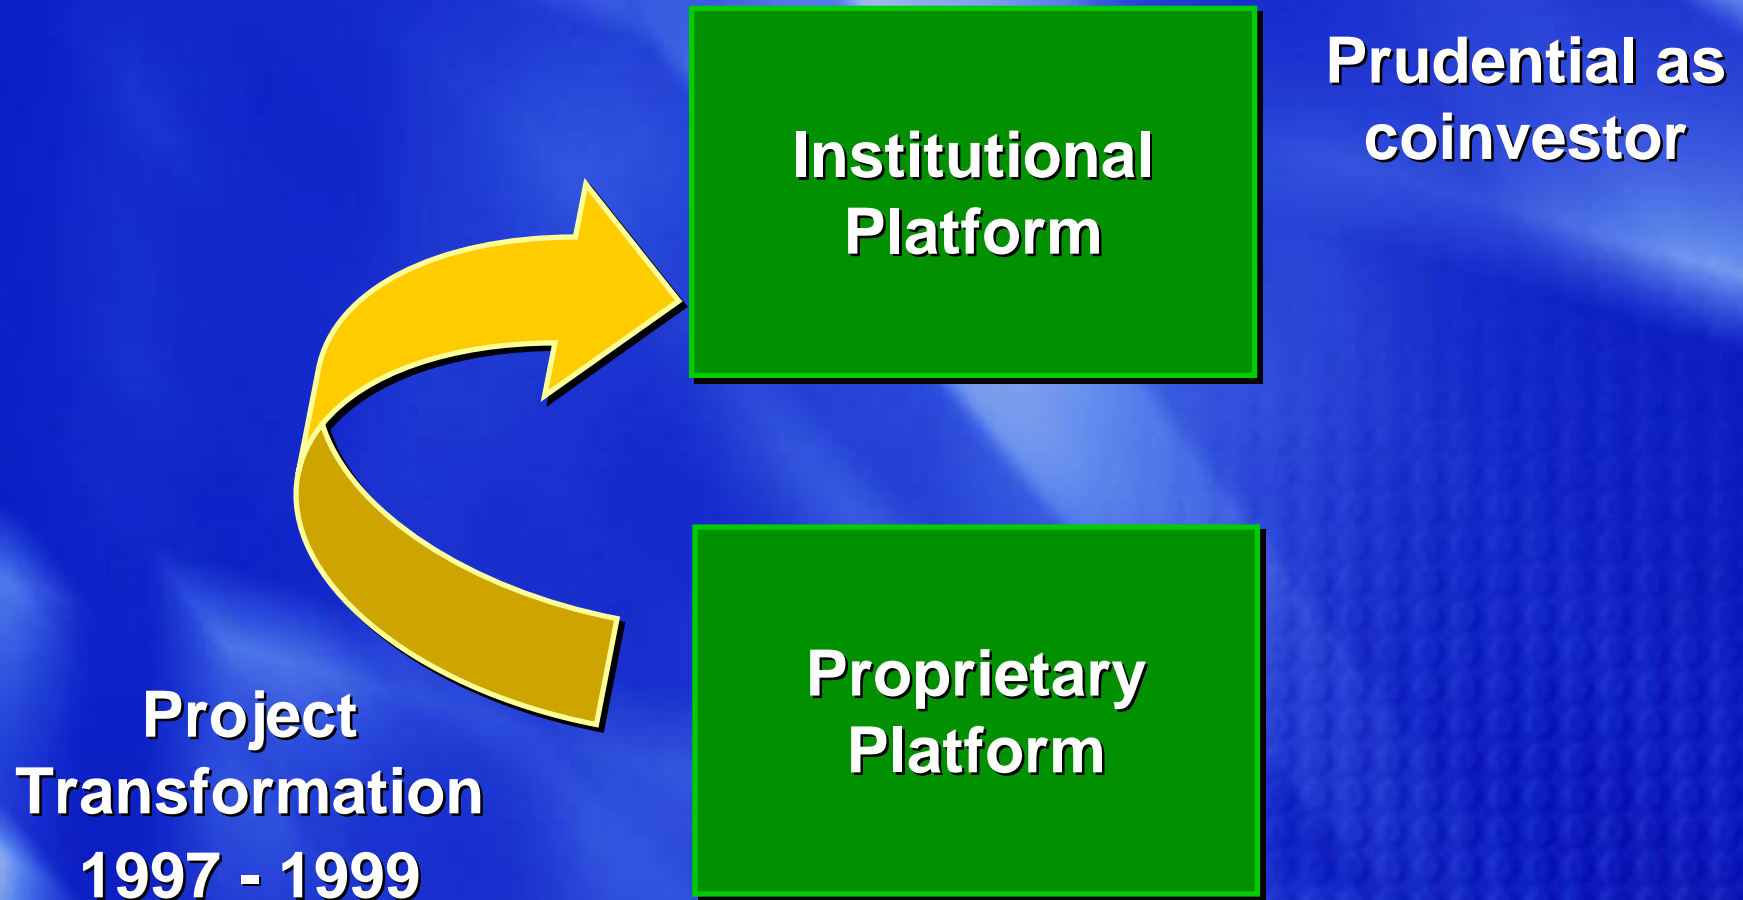 Institutional
Platform
Prudential as
coinvestor
Proprietary
Platform
Project
Transformation
1997 - 1999